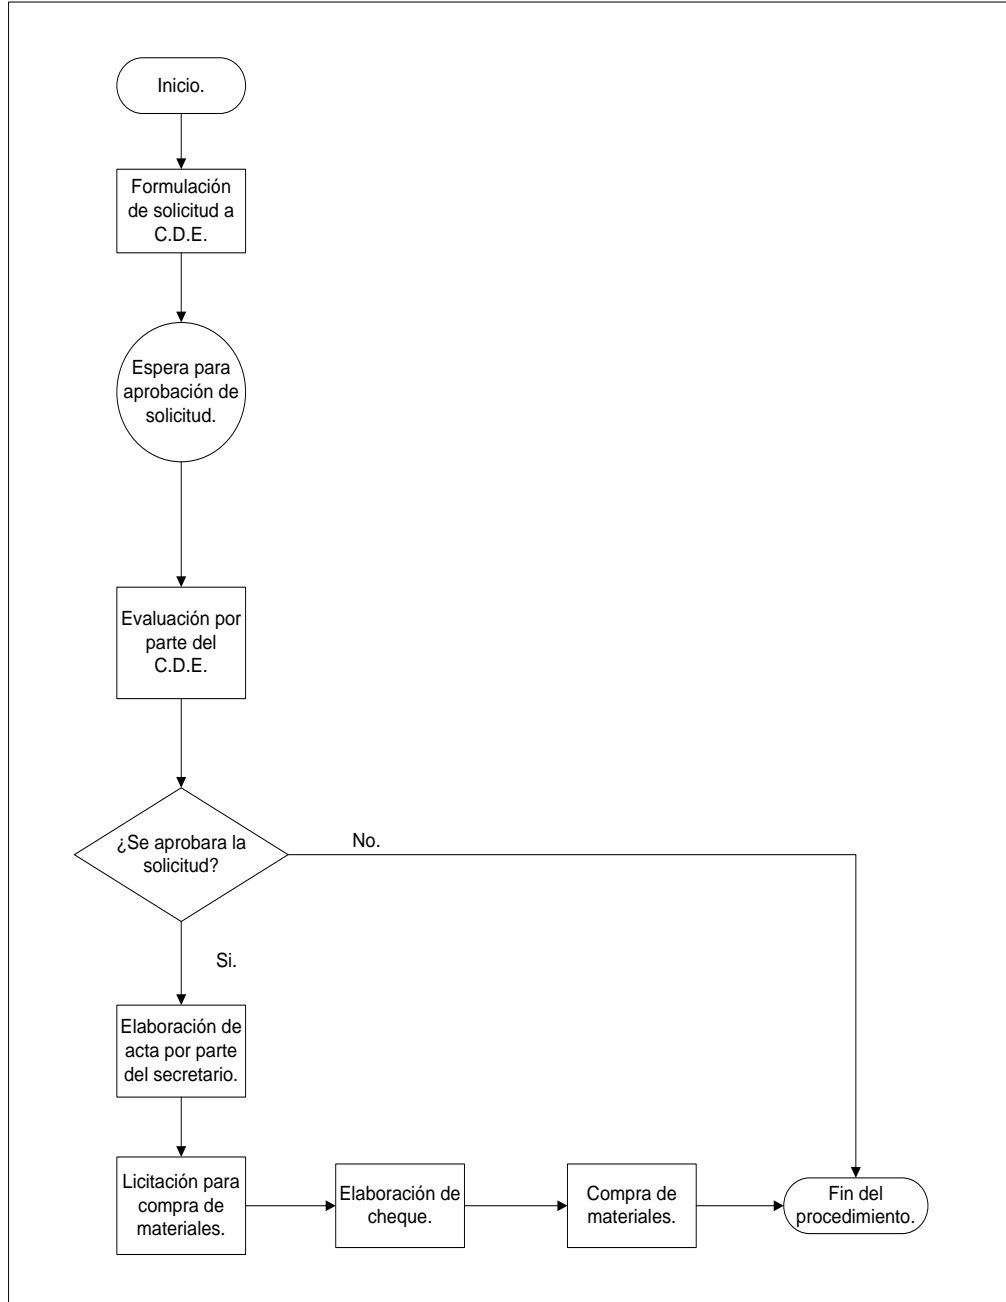 Inicio.
Formulación
de solicitud a
C.D.E.
Espera para
aprobación de
solicitud.
Evaluación por
parte del
C.D.E.
¿Se aprobara la
solicitud?
No.
Si.
Elaboración de
acta por parte
del secretario.
Licitación para
compra de
materiales.
Elaboración de
cheque.
Compra de
materiales.
Fin del
procedimiento.